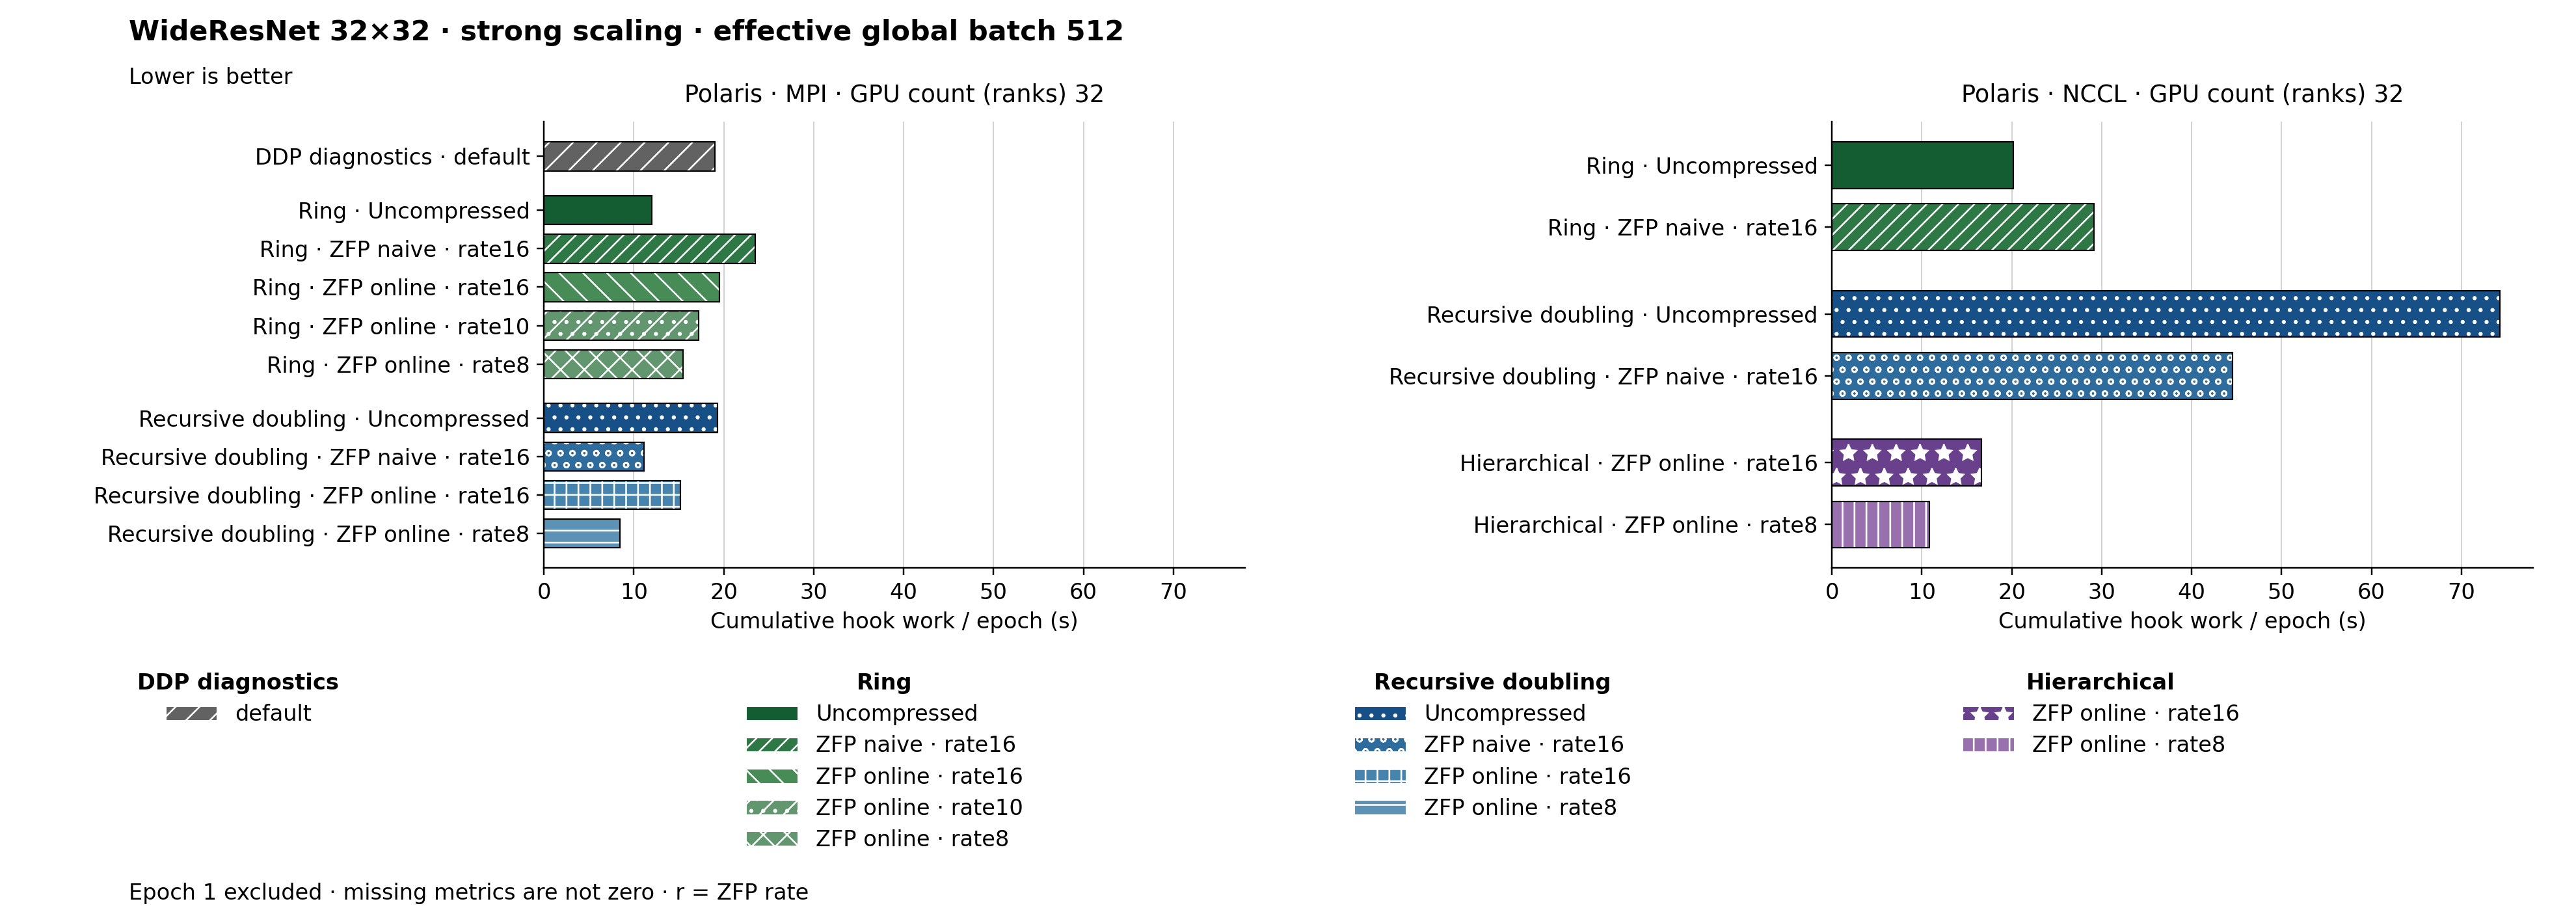 WideResNet 32×32 · strong scaling · effective global batch 512
Lower is better
Polaris · MPI · GPU count (ranks) 32
DDP diagnostics · default
Ring · Uncompressed
Ring · ZFP naive · rate16
Ring · ZFP online · rate16
Ring · ZFP online · rate10
Ring · ZFP online · rate8
Recursive doubling · Uncompressed
Recursive doubling · ZFP naive · rate16
Recursive doubling · ZFP online · rate16
Recursive doubling · ZFP online · rate8
0 10 20 30 40 50 60 70
Cumulative hook work / epoch (s)
Polaris · NCCL · GPU count (ranks) 32
Ring · Uncompressed
Ring · ZFP naive · rate16
Recursive doubling · Uncompressed
Recursive doubling · ZFP naive · rate16
Hierarchical · ZFP online · rate16
Hierarchical · ZFP online · rate8
0 10 20 30 40 50 60 70
Cumulative hook work / epoch (s)
DDP diagnostics
default
Ring
Uncompressed
ZFP naive · rate16
ZFP online · rate16
ZFP online · rate10
ZFP online · rate8
Recursive doubling
Uncompressed
ZFP naive · rate16
ZFP online · rate16
ZFP online · rate8
Hierarchical
ZFP online · rate16
ZFP online · rate8
Epoch 1 excluded · missing metrics are not zero · r = ZFP rate